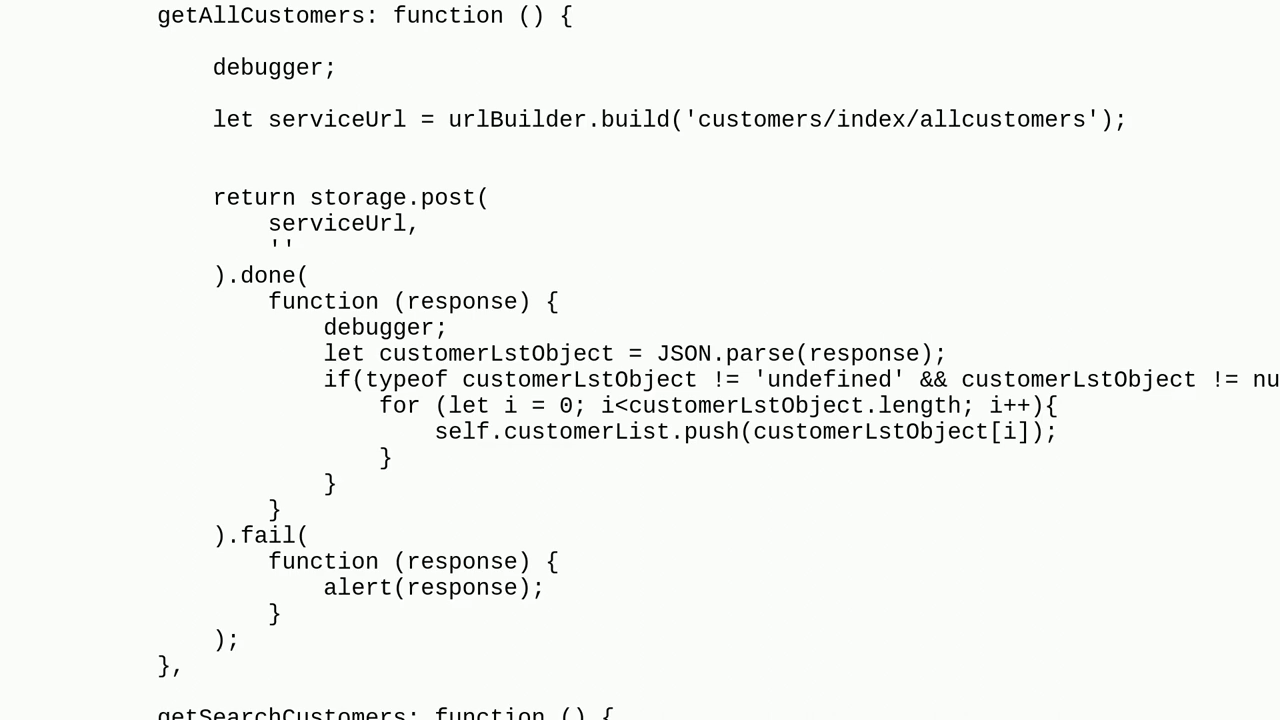 getAllCustomers: function () {
debugger;
let serviceUrl = urlBuilder.build('customers/index/allcustomers');
return storage.post(
serviceUrl,
''
).done(
function (response) {
debugger;
let customerLstObject = JSON.parse(response);
if(typeof customerLstObject != 'undefined' && customerLstObject != nu
for (let i = 0; i<customerLstObject.length; i++){
self.customerList.push(customerLstObject[i]);
}
}
}
).fail(
function (response) {
alert(response);
}
);
},
getSearchCustomers: function () {